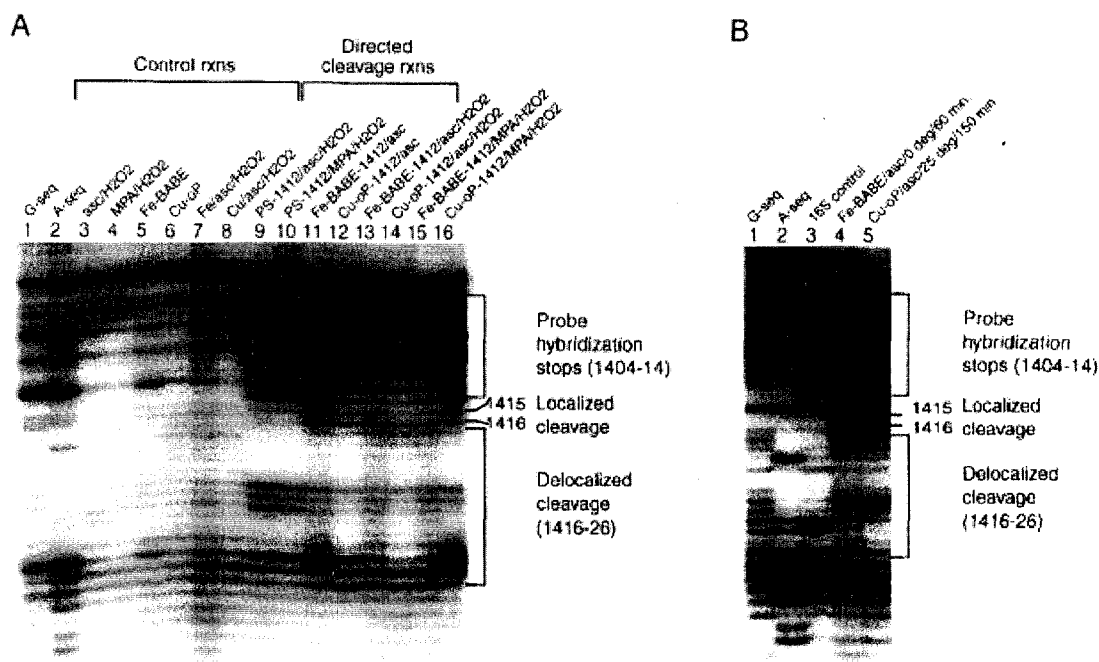 A
Control rxns
Directed
cleavage rxns
G-seq
A-seq
asc/H2O2
MPA/H2O2
Fe-BABE
Cu-oP
Fe/asc/H2O2
Cu/asc/H2O2
PS-1412/asc/H2O2
PS-1412/MPA/H2O2
Fe-BABE-1412/asc
Cu-oP-1412/asc
Fe-BABE-1412/asc/H2O2
Cu-oP-1412/asc/H2O2
Fe-BABE-1412/MPA/H2O2
Cu-oP-1412/MPA/H2O2
1 2 3 4 5 6 7 8 9 10 11 12 13 14 15 16
Probe
hybridization
stops (1404-14)
1415 Localized
1416 cleavage
Delocalized
cleavage
(1416-26)
B
G-seq
A-seq
16S control
Fe-BABE/asc/0 deg/60 min
Cu-oP/asc/25 deg/150 min
1 2 3 4 5
Probe
hybridization
stops (1404-14)
1415 Localized
1416 cleavage
Delocalized
cleavage
(1416-26)